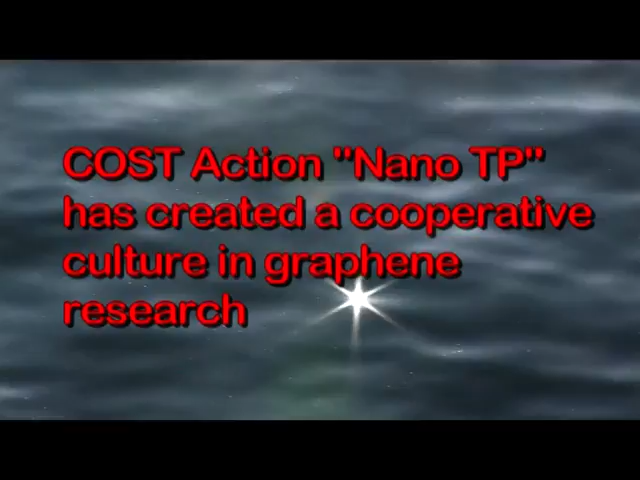 COST Action "Nano TP"
has created a cooperative
culture in graphene
research